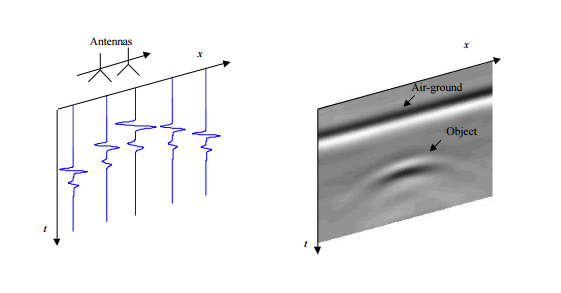 Antennas
x
t
x
Air-ground
Object
t